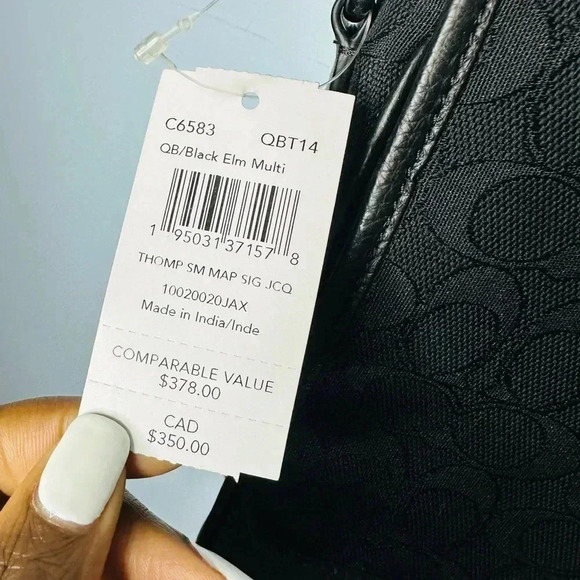 C6583 QBT14
QB/Black Elm Multi
1 95031 37157 8
THOMP SM MAP SIG JCQ
10020020JAX
Made in India/Inde
COMPARABLE VALUE
$378.00
CAD
$350.00